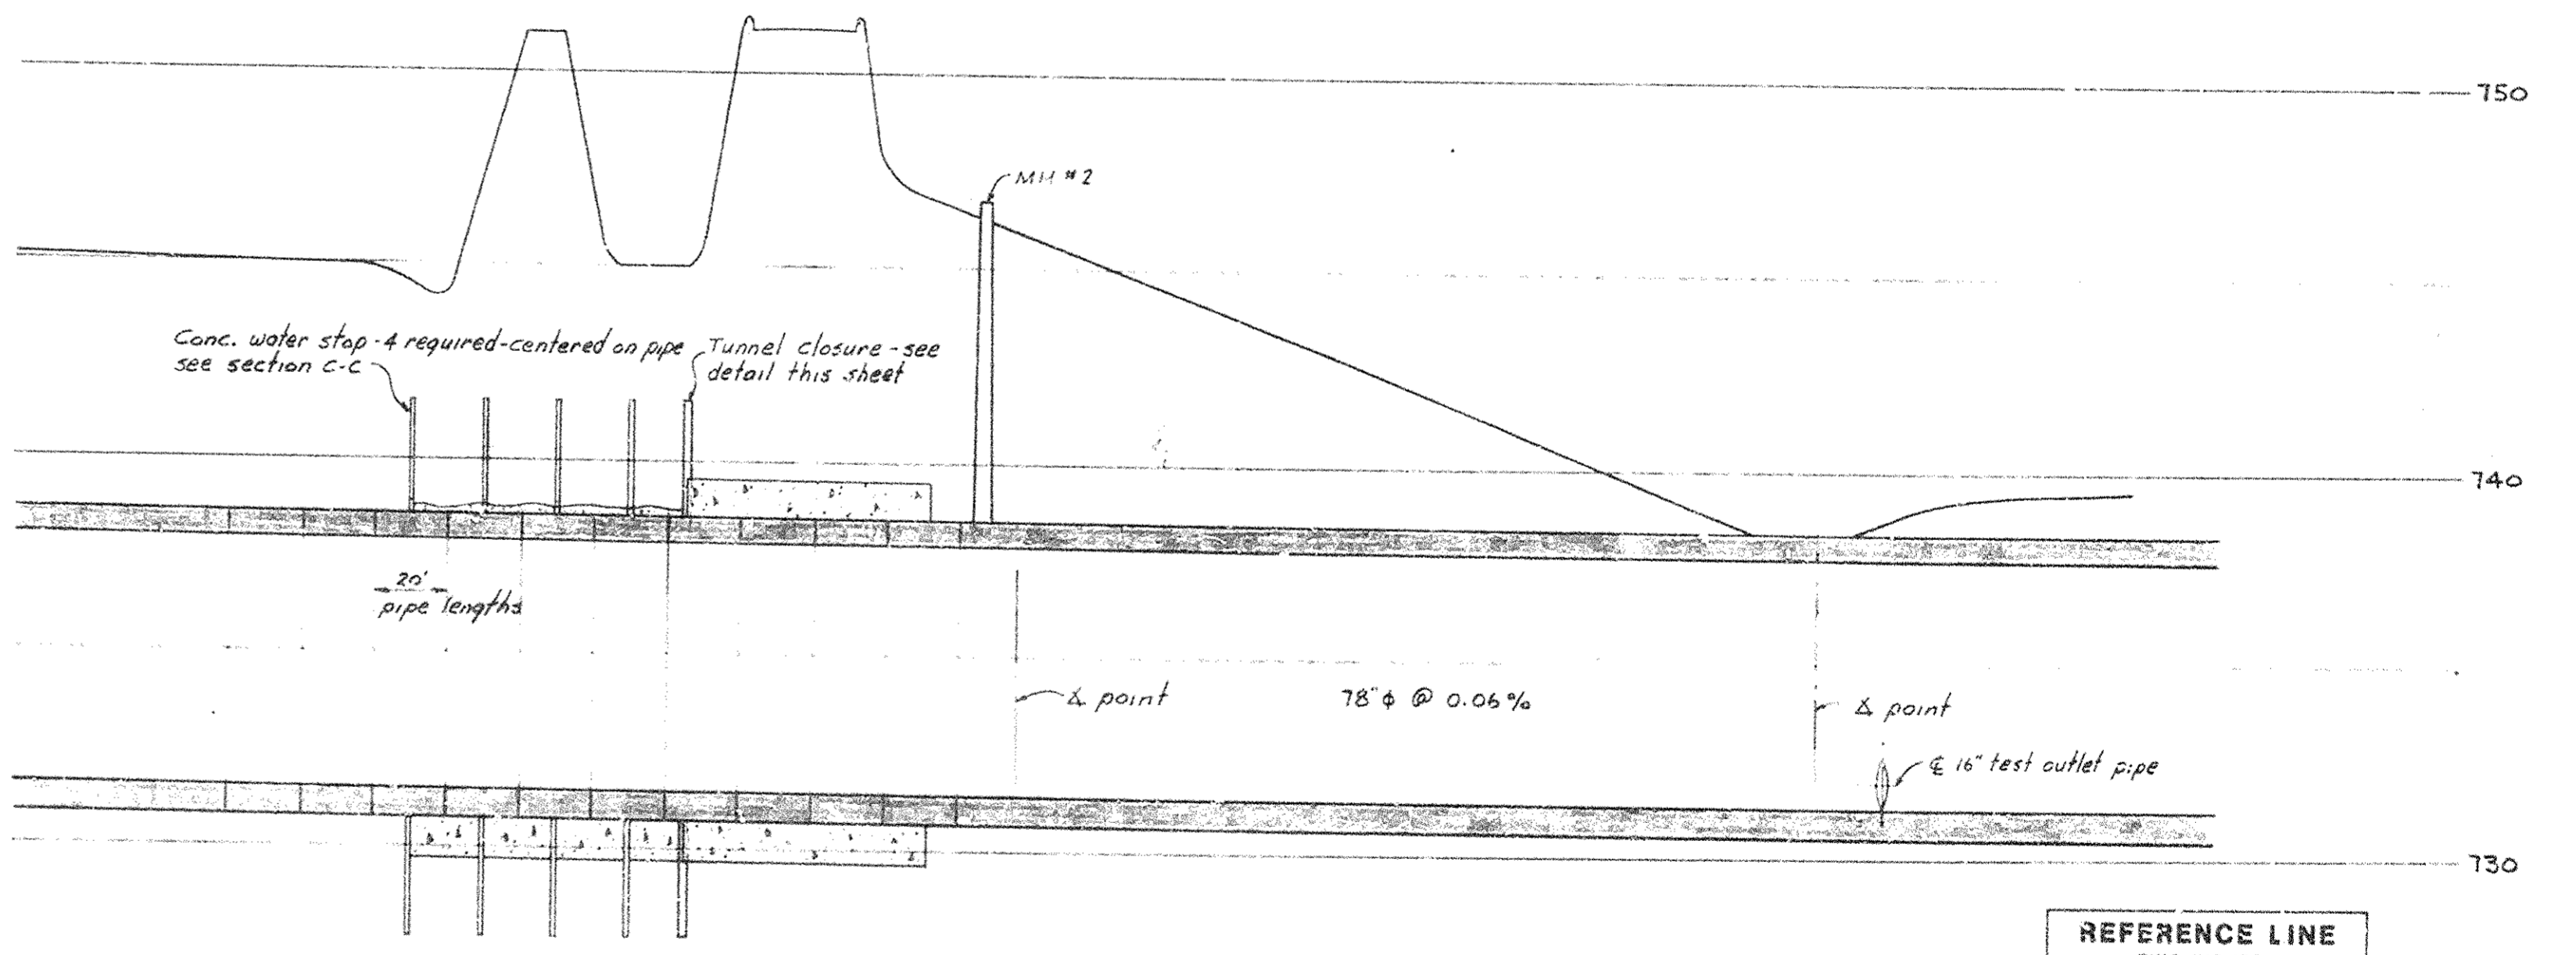 750
MH #2
Conc. water stop - 4 required - centered on pipe
see section C-C
Tunnel closure - see
detail this sheet
740
20'
pipe lengths
∡ point
78"ϕ @ 0.06%
∡ point
℄ 16" test outlet pipe
730
REFERENCE LINE